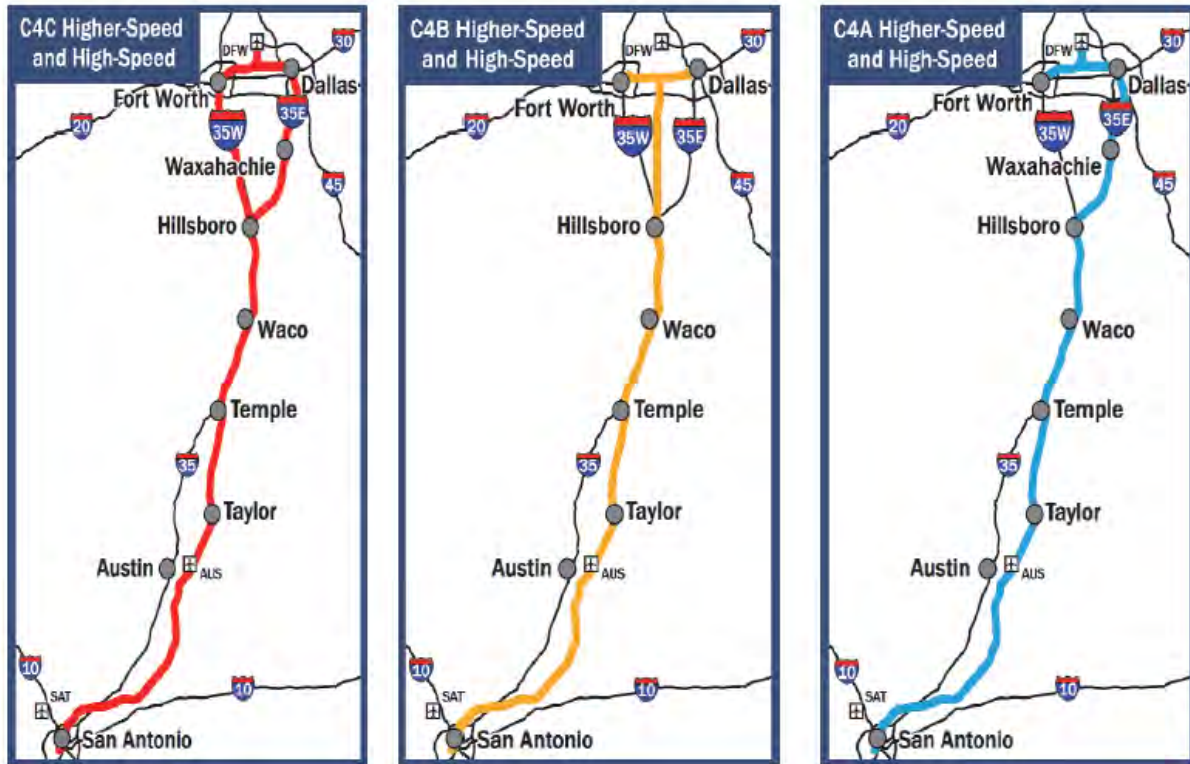 C4C Higher-Speed
and High-Speed
DFW
30
Fort Worth
Dallas
20
35W
35E
Waxahachie
45
Hillsboro
Waco
Temple
35
Taylor
Austin
AUS
10
SAT
10
San Antonio
C4B Higher-Speed
and High-Speed
DFW
30
Fort Worth
Dallas
20
35W
35E
45
Hillsboro
Waco
Temple
35
Taylor
Austin
AUS
10
SAT
10
San Antonio
C4A Higher-Speed
and High-Speed
DFW
30
Fort Worth
Dallas
20
35W
35E
Waxahachie
45
Hillsboro
Waco
Temple
35
Taylor
Austin
AUS
10
SAT
10
San Antonio